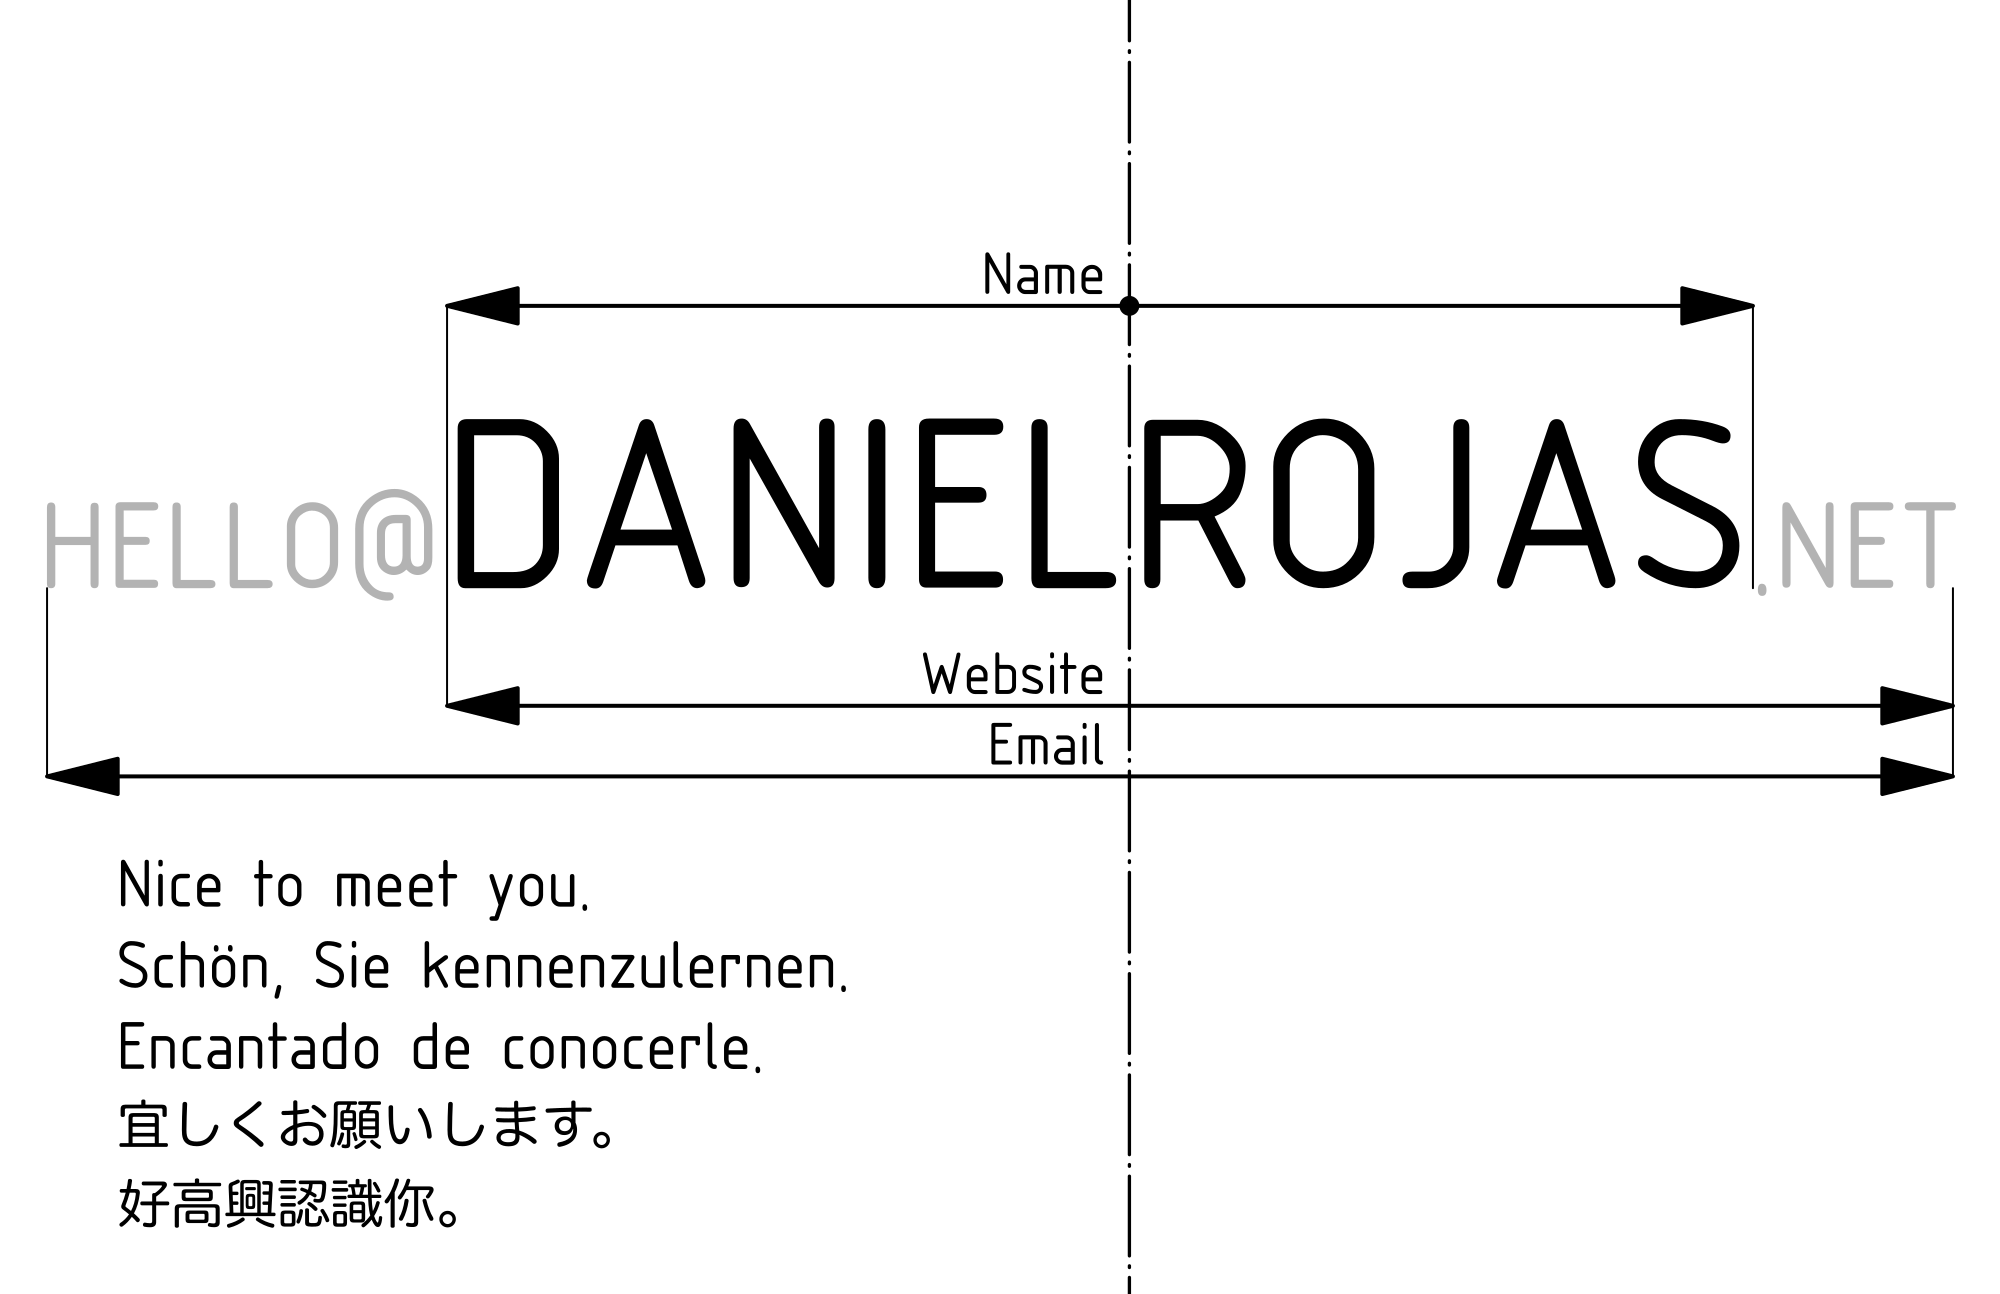 Name
HELLO@DANIELROJAS.NET
Website
Email
Nice to meet you.
Schön, Sie kennenzulernen.
Encantado de conocerle.
宜しくお願いします。
好高興認識你。